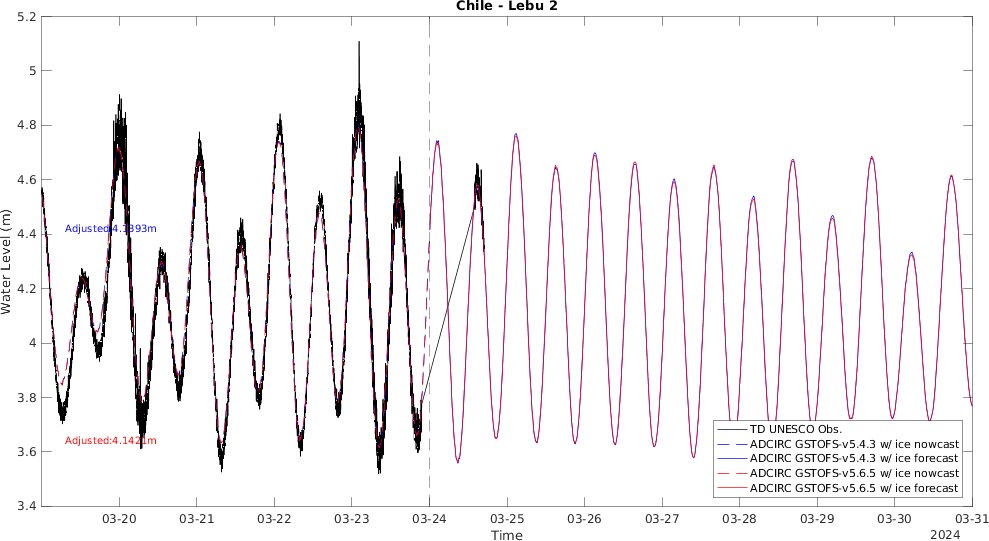 Chile - Lebu 2
5.2
5
4.8
4.6
4.4
4.2
4
3.8
3.6
3.4
Water Level (m)
Adjusted:4.1393m
Adjusted:4.1421m
TD UNESCO Obs.
ADCIRC GSTOFS-v5.4.3 w/ ice nowcast
ADCIRC GSTOFS-v5.4.3 w/ ice forecast
ADCIRC GSTOFS-v5.6.5 w/ ice nowcast
ADCIRC GSTOFS-v5.6.5 w/ ice forecast
03-20 03-21 03-22 03-23 03-24 03-25 03-26 03-27 03-28 03-29 03-30 03-31
Time
2024